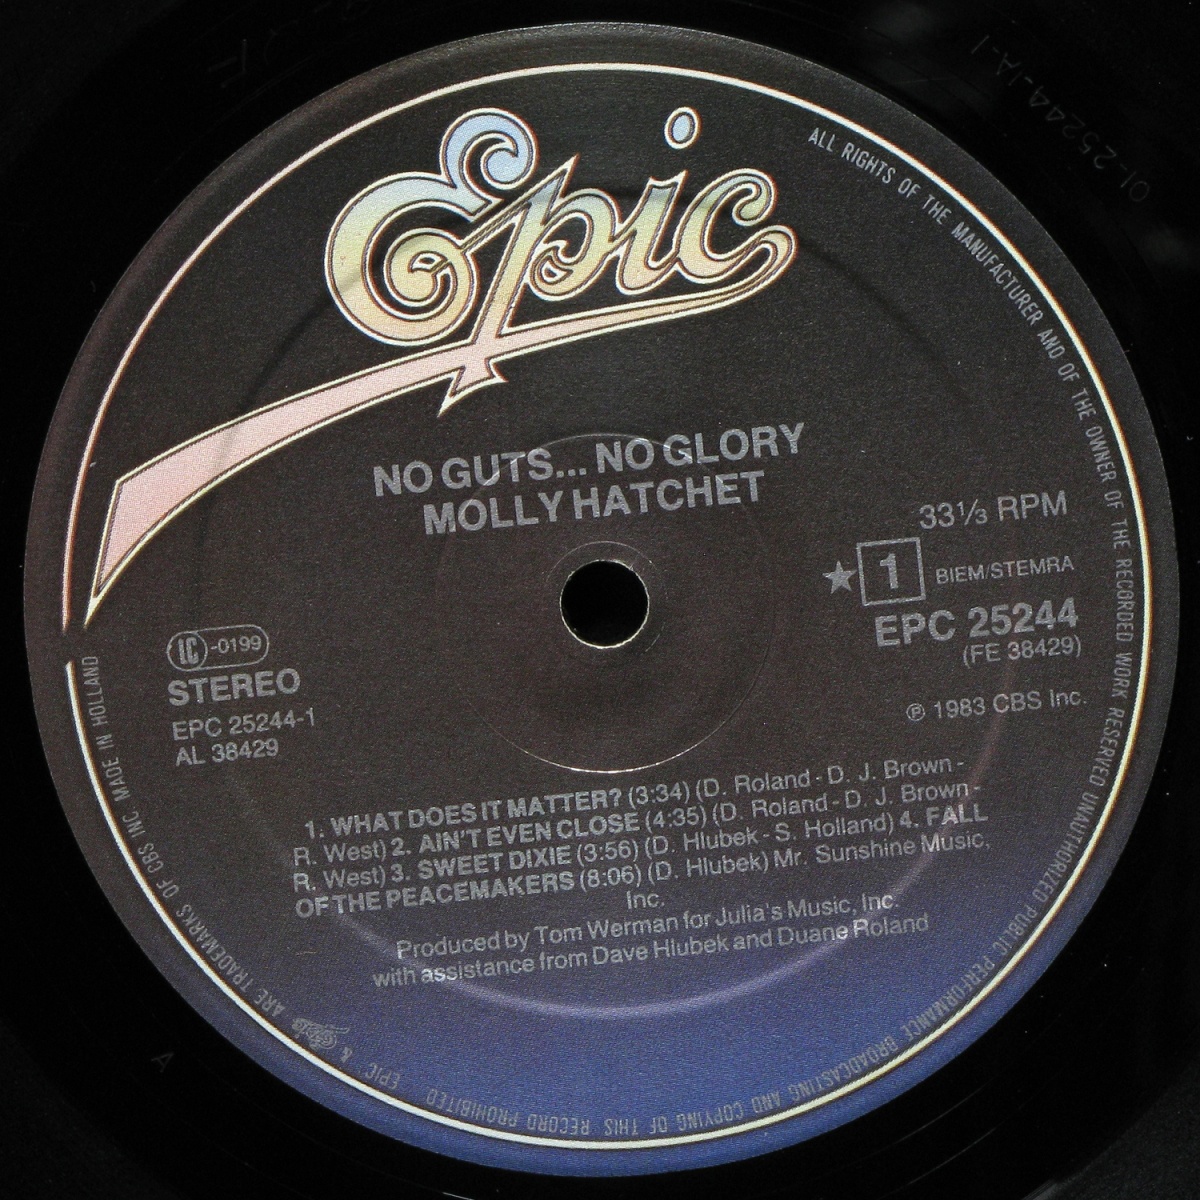 Epic
NO GUTS... NO GLORY
MOLLY HATCHET
33⅓ RPM
★ 1 BIEM/STEMRA
EPC 25244
(FE 38429)
℗ 1983 CBS Inc.
LC-0199
STEREO
EPC 25244-1
AL 38429
1. WHAT DOES IT MATTER? (3:34) (D. Roland - D. J. Brown -
R. West) 2. AIN'T EVEN CLOSE (4:35) (D. Roland - D. J. Brown -
R. West) 3. SWEET DIXIE (3:56) (D. Hlubek - S. Holland) 4. FALL
OF THE PEACEMAKERS (8:06) (D. Hlubek) Mr. Sunshine Music,
Inc.
Produced by Tom Werman for Julia's Music, Inc.
with assistance from Dave Hlubek and Duane Roland
ALL RIGHTS OF THE MANUFACTURER AND OF THE OWNER OF THE RECORDED WORK RESERVED UNAUTHORIZED PUBLIC PERFORMANCE BROADCASTING AND COPYING OF THIS RECORD PROHIBITED
EPIC & Epic ARE TRADEMARKS OF CBS INC. MADE IN HOLLAND
01-25244-1A-1
A